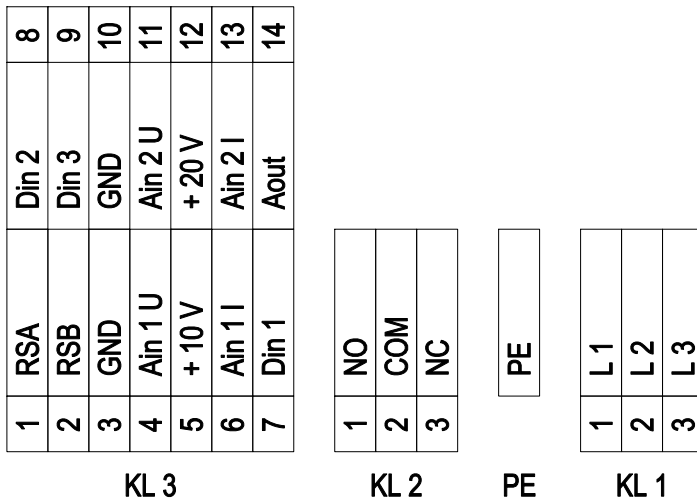 8 9 10 11 12 13 14
Din 2 Din 3 GND Ain 2 U + 20 V Ain 2 I Aout
RSA RSB GND Ain 1 U + 10 V Ain 1 I Din 1
1 2 3 4 5 6 7
KL 3
NO COM NC
1 2 3
KL 2
PE
PE
L 1 L 2 L 3
1 2 3
KL 1